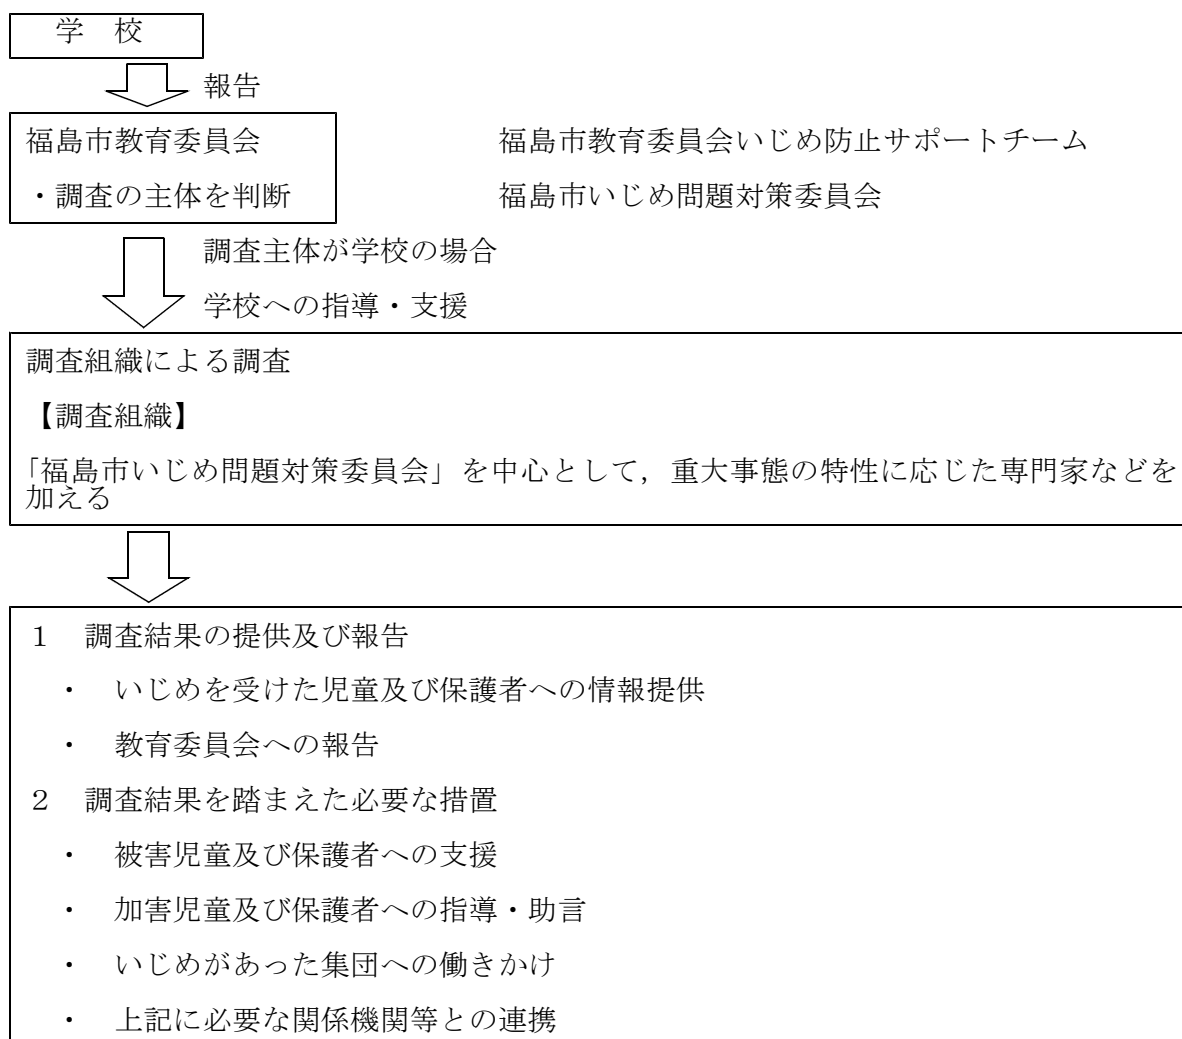 学　校
報告
福島市教育委員会　福島市教育委員会いじめ防止サポートチーム
・調査の主体を判断　福島市いじめ問題対策委員会
調査主体が学校の場合
学校への指導・支援
調査組織による調査
【調査組織】
「福島市いじめ問題対策委員会」を中心として，重大事態の特性に応じた専門家などを
加える
１　調査結果の提供及び報告
・　いじめを受けた児童及び保護者への情報提供
・　教育委員会への報告
２　調査結果を踏まえた必要な措置
・　被害児童及び保護者への支援
・　加害児童及び保護者への指導・助言
・　いじめがあった集団への働きかけ
・　上記に必要な関係機関等との連携